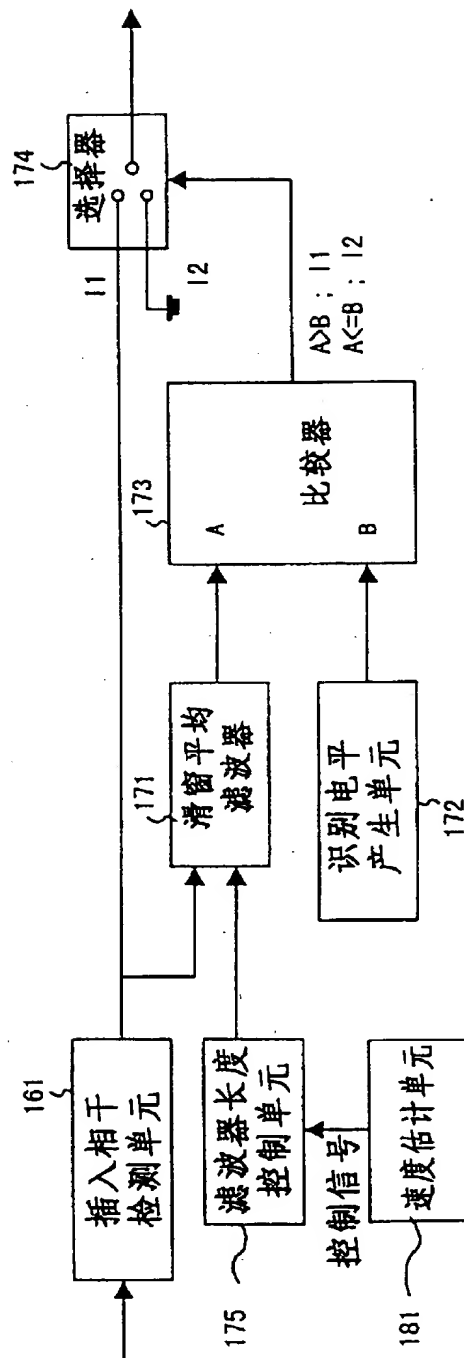 161
插入相干
检测单元
175
滤波器长度
控制单元
控制信号
181
速度估计单元
171
滑窗平均
滤波器
识别电平
产生单元
172
173
A
B
比较器
A>B ; I1
A<=B ; I2
174
选择器
I1
I2